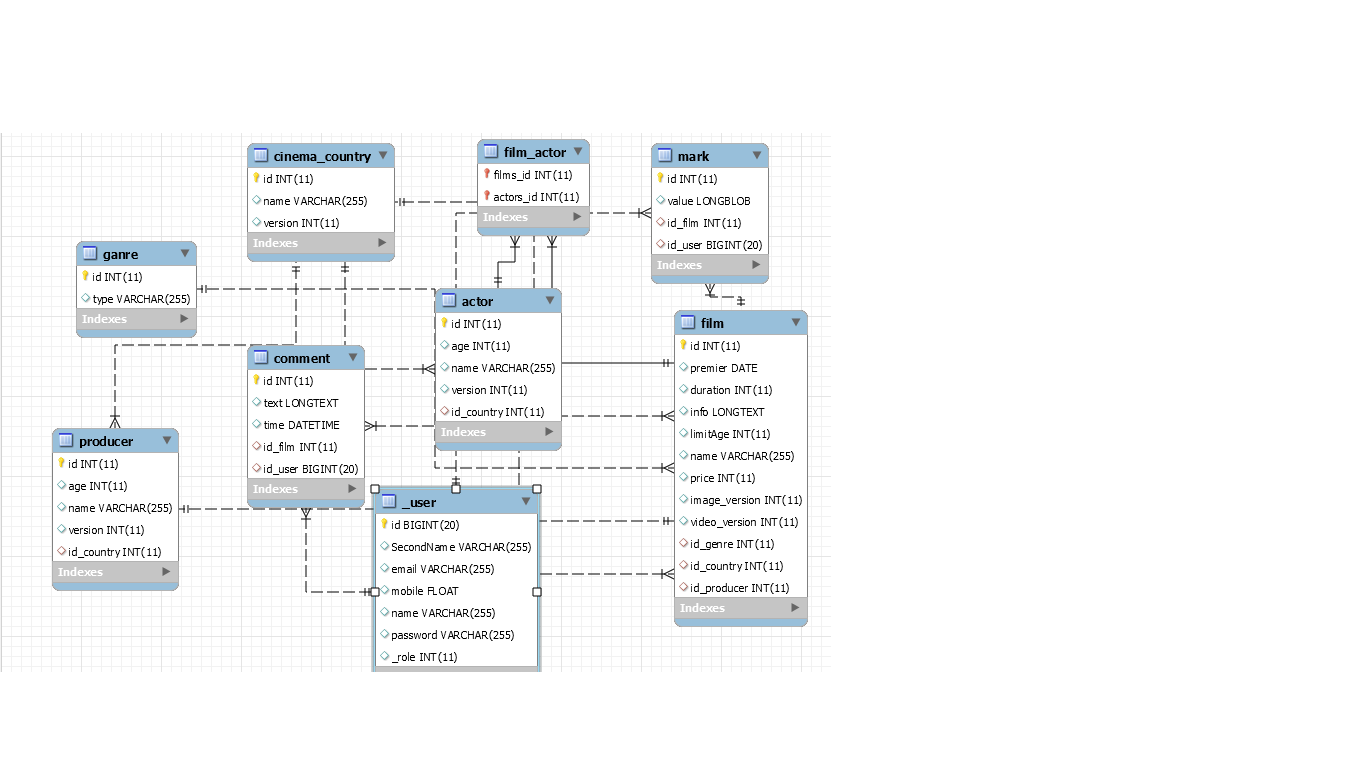 cinema_country
id INT(11)
name VARCHAR(255)
version INT(11)
Indexes
film_actor
films_id INT(11)
actors_id INT(11)
Indexes
mark
id INT(11)
value LONGBLOB
id_film INT(11)
id_user BIGINT(20)
Indexes
ganre
id INT(11)
type VARCHAR(255)
Indexes
actor
id INT(11)
age INT(11)
name VARCHAR(255)
version INT(11)
id_country INT(11)
Indexes
film
id INT(11)
premier DATE
duration INT(11)
info LONGTEXT
limitAge INT(11)
name VARCHAR(255)
price INT(11)
image_version INT(11)
video_version INT(11)
id_genre INT(11)
id_country INT(11)
id_producer INT(11)
Indexes
comment
id INT(11)
text LONGTEXT
time DATETIME
id_film INT(11)
id_user BIGINT(20)
Indexes
producer
id INT(11)
age INT(11)
name VARCHAR(255)
version INT(11)
id_country INT(11)
Indexes
_user
id BIGINT(20)
SecondName VARCHAR(255)
email VARCHAR(255)
mobile FLOAT
name VARCHAR(255)
password VARCHAR(255)
_role INT(11)